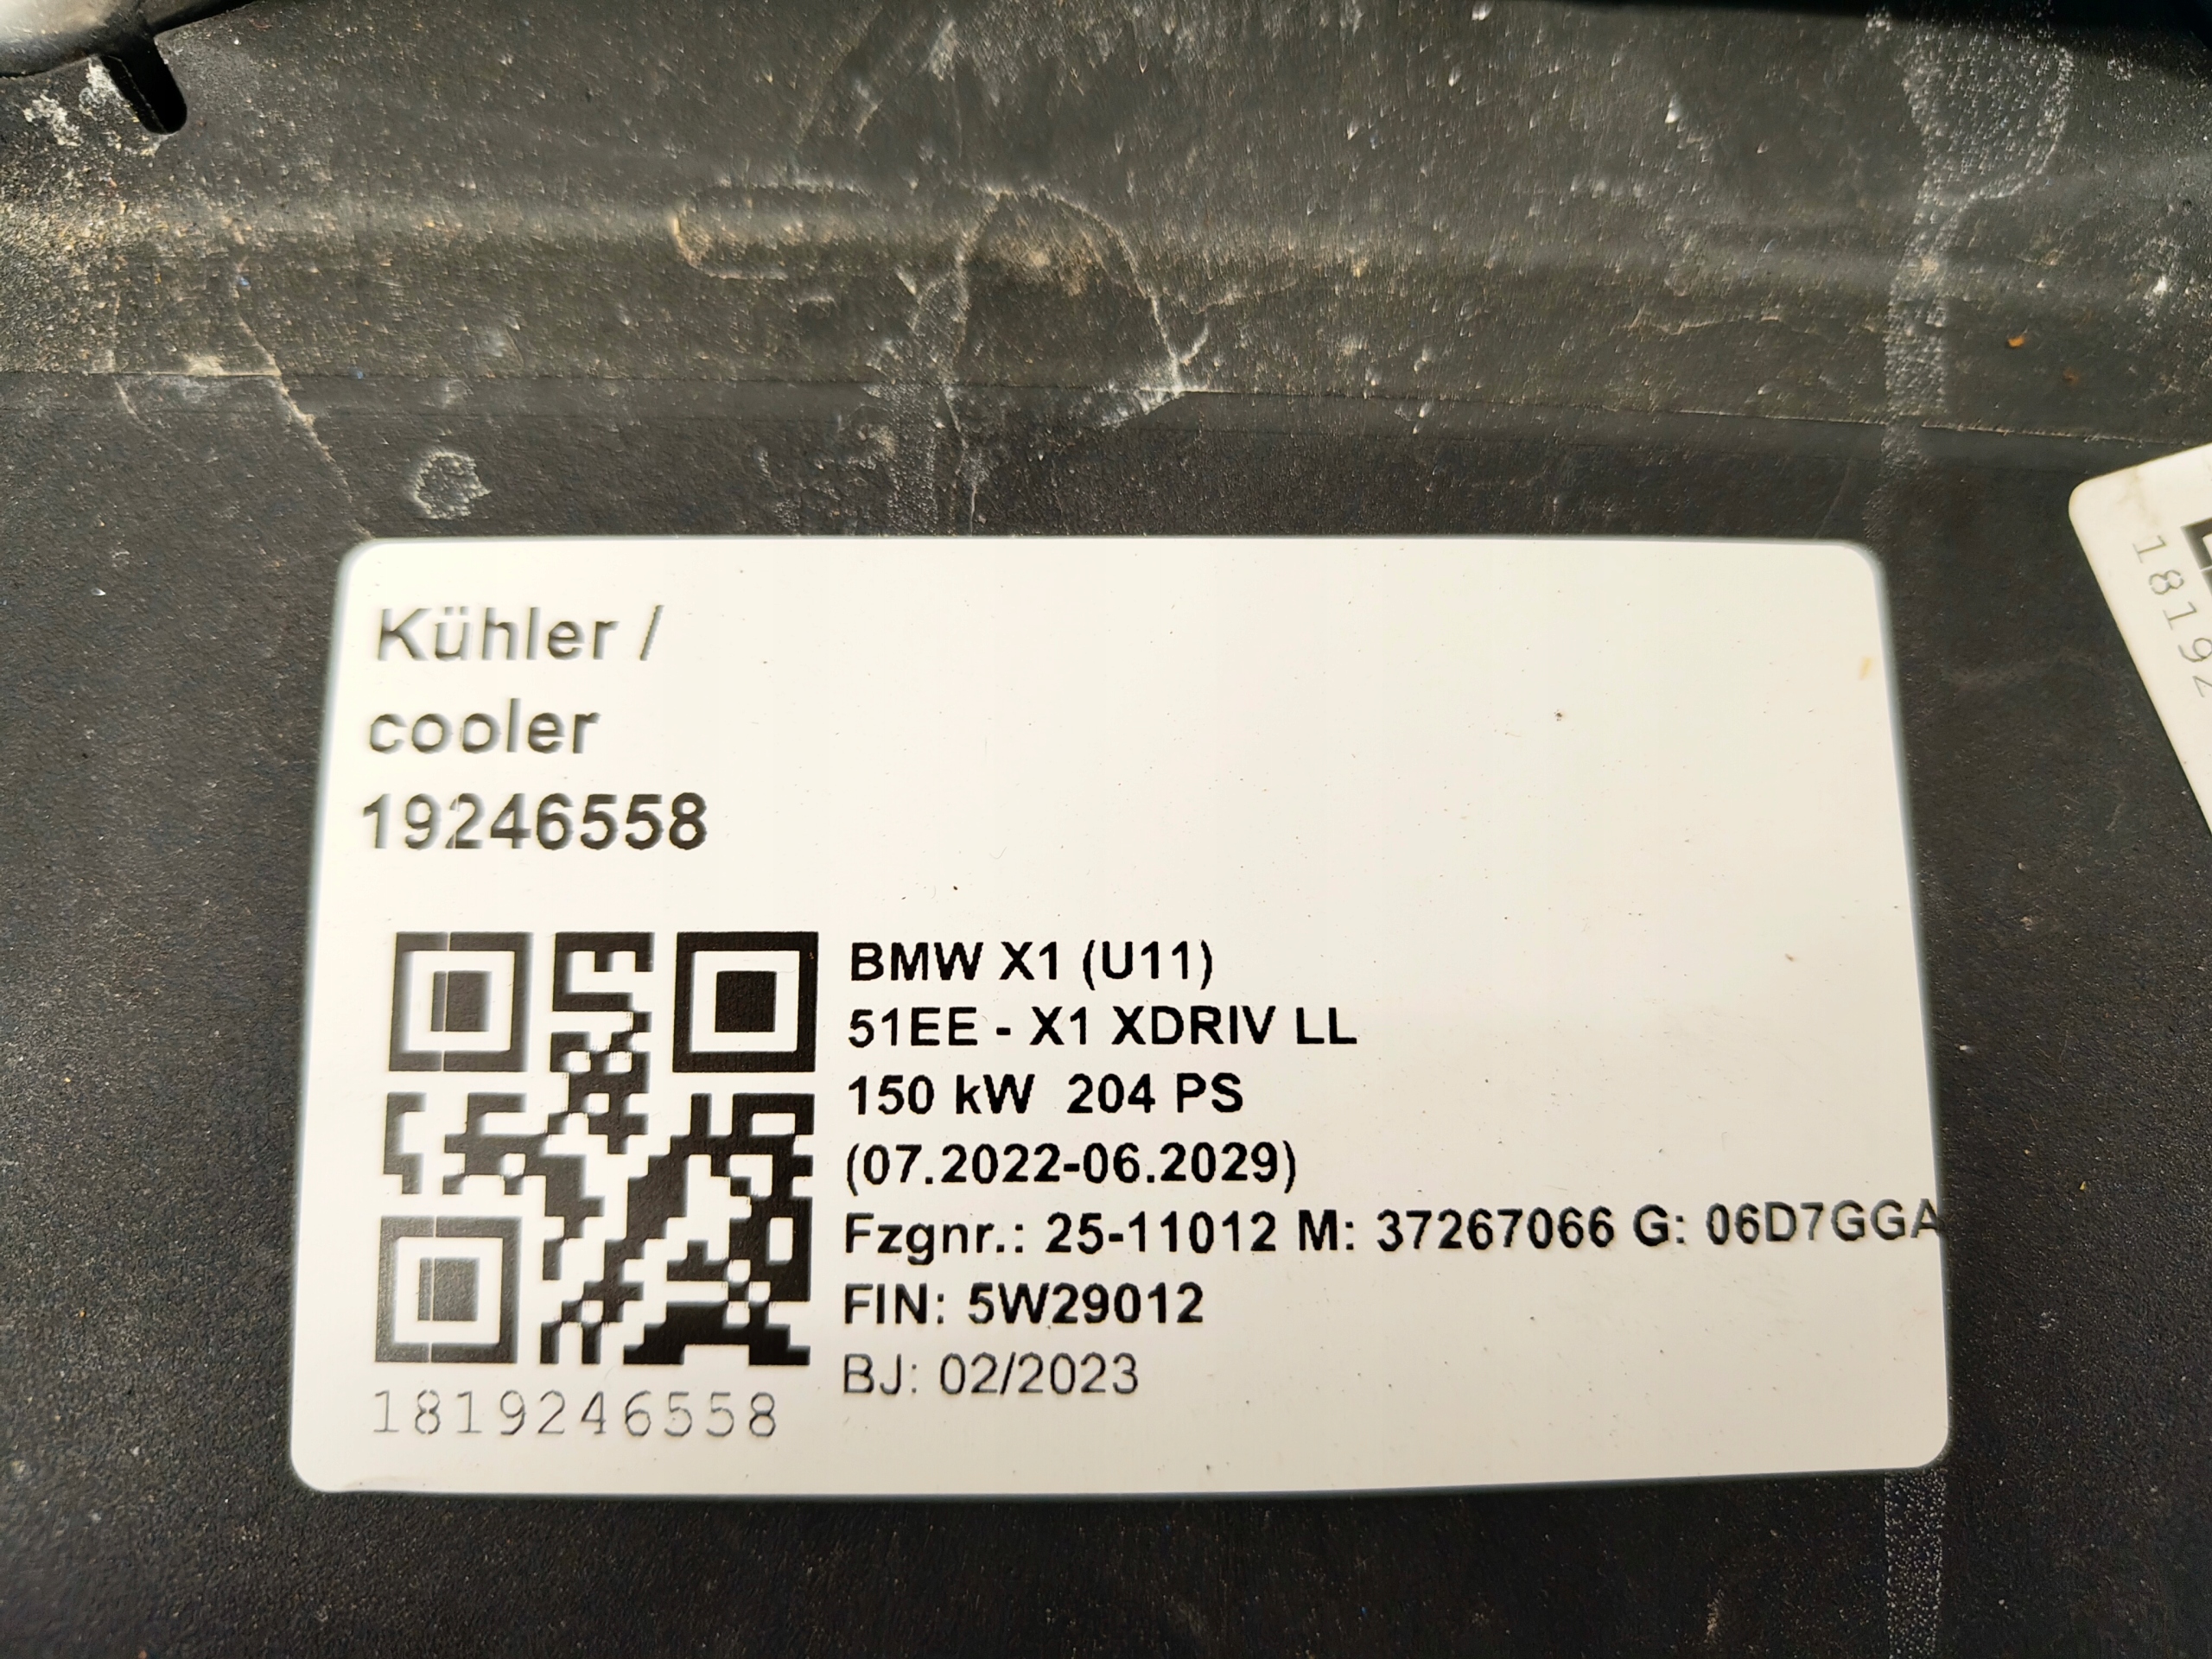 Kühler /
cooler
19246558
BMW X1 (U11)
51EE - X1 XDRIV LL
150 kW  204 PS
(07.2022-06.2029)
Fzgnr.: 25-11012 M: 37267066 G: 06D7GGA
FIN: 5W29012
BJ: 02/2023
1819246558
1819